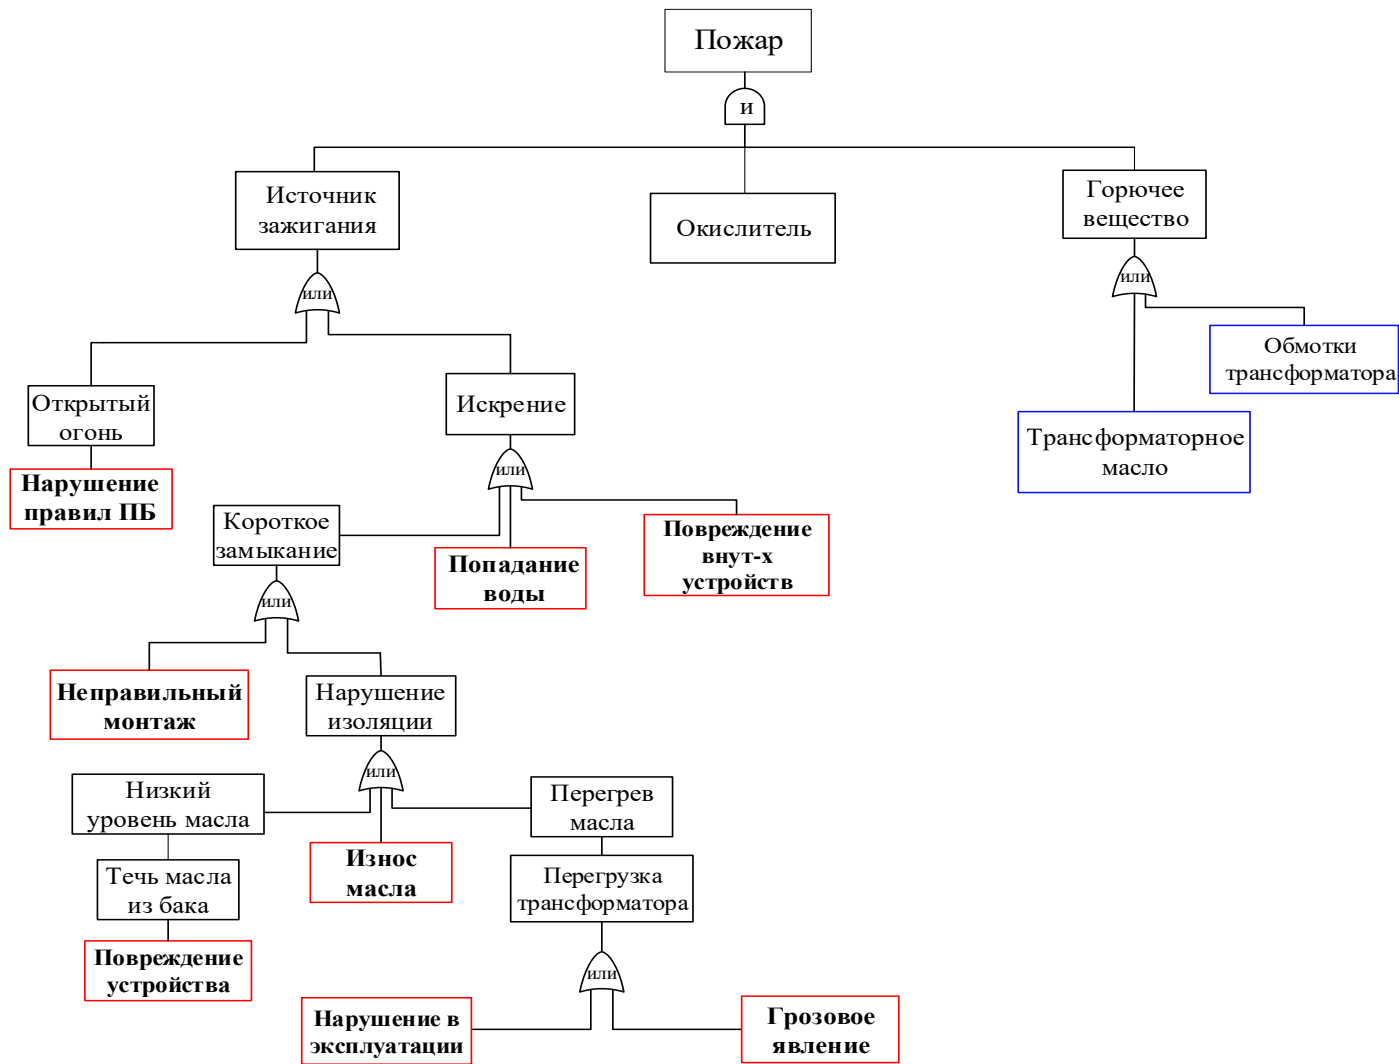 Пожар
и
Источник
зажигания
Окислитель
Горючее
вещество
или
или
Обмотки
трансформатора
Открытый
огонь
Искрение
Трансформаторное
масло
Нарушение
правил ПБ
или
Короткое
замыкание
Попадание
воды
Повреждение
внут-х
устройств
или
Неправильный
монтаж
Нарушение
изоляции
или
Низкий
уровень масла
Перегрев
масла
Износ
масла
Течь масла
из бака
Перегрузка
трансформатора
Повреждение
устройства
или
Нарушение в
эксплуатации
Грозовое
явление